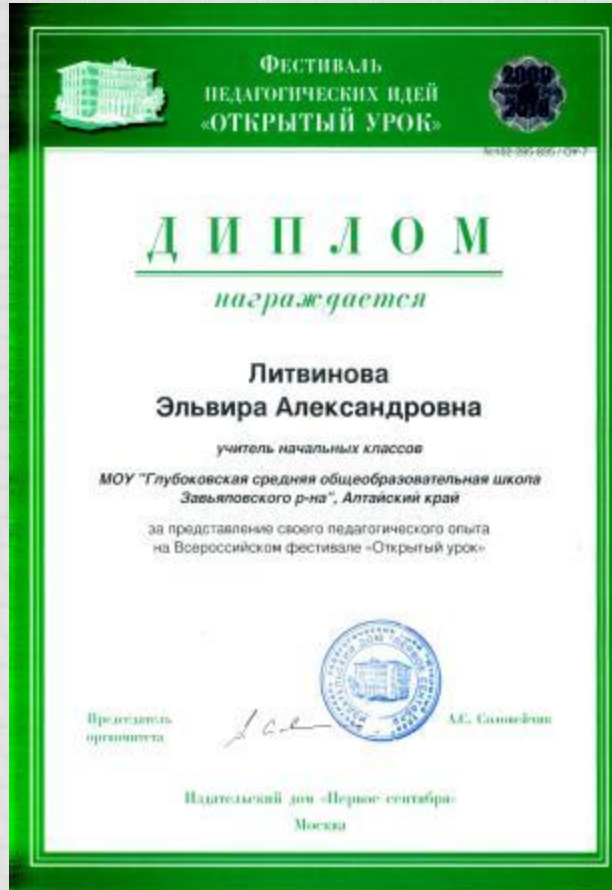 Фестиваль
педагогических идей
«ОТКРЫТЫЙ УРОК»
2009
2010
ДИПЛОМ
награждается
Литвинова
Эльвира Александровна
учитель начальных классов
МОУ "Глубоковская средняя общеобразовательная школа
Завьяловского р-на", Алтайский край
за представление своего педагогического опыта
на Всероссийском фестивале «Открытый урок»
Председатель
оргкомитета
А.С. Соловейчик
Издательский дом «Первое сентября»
Москва